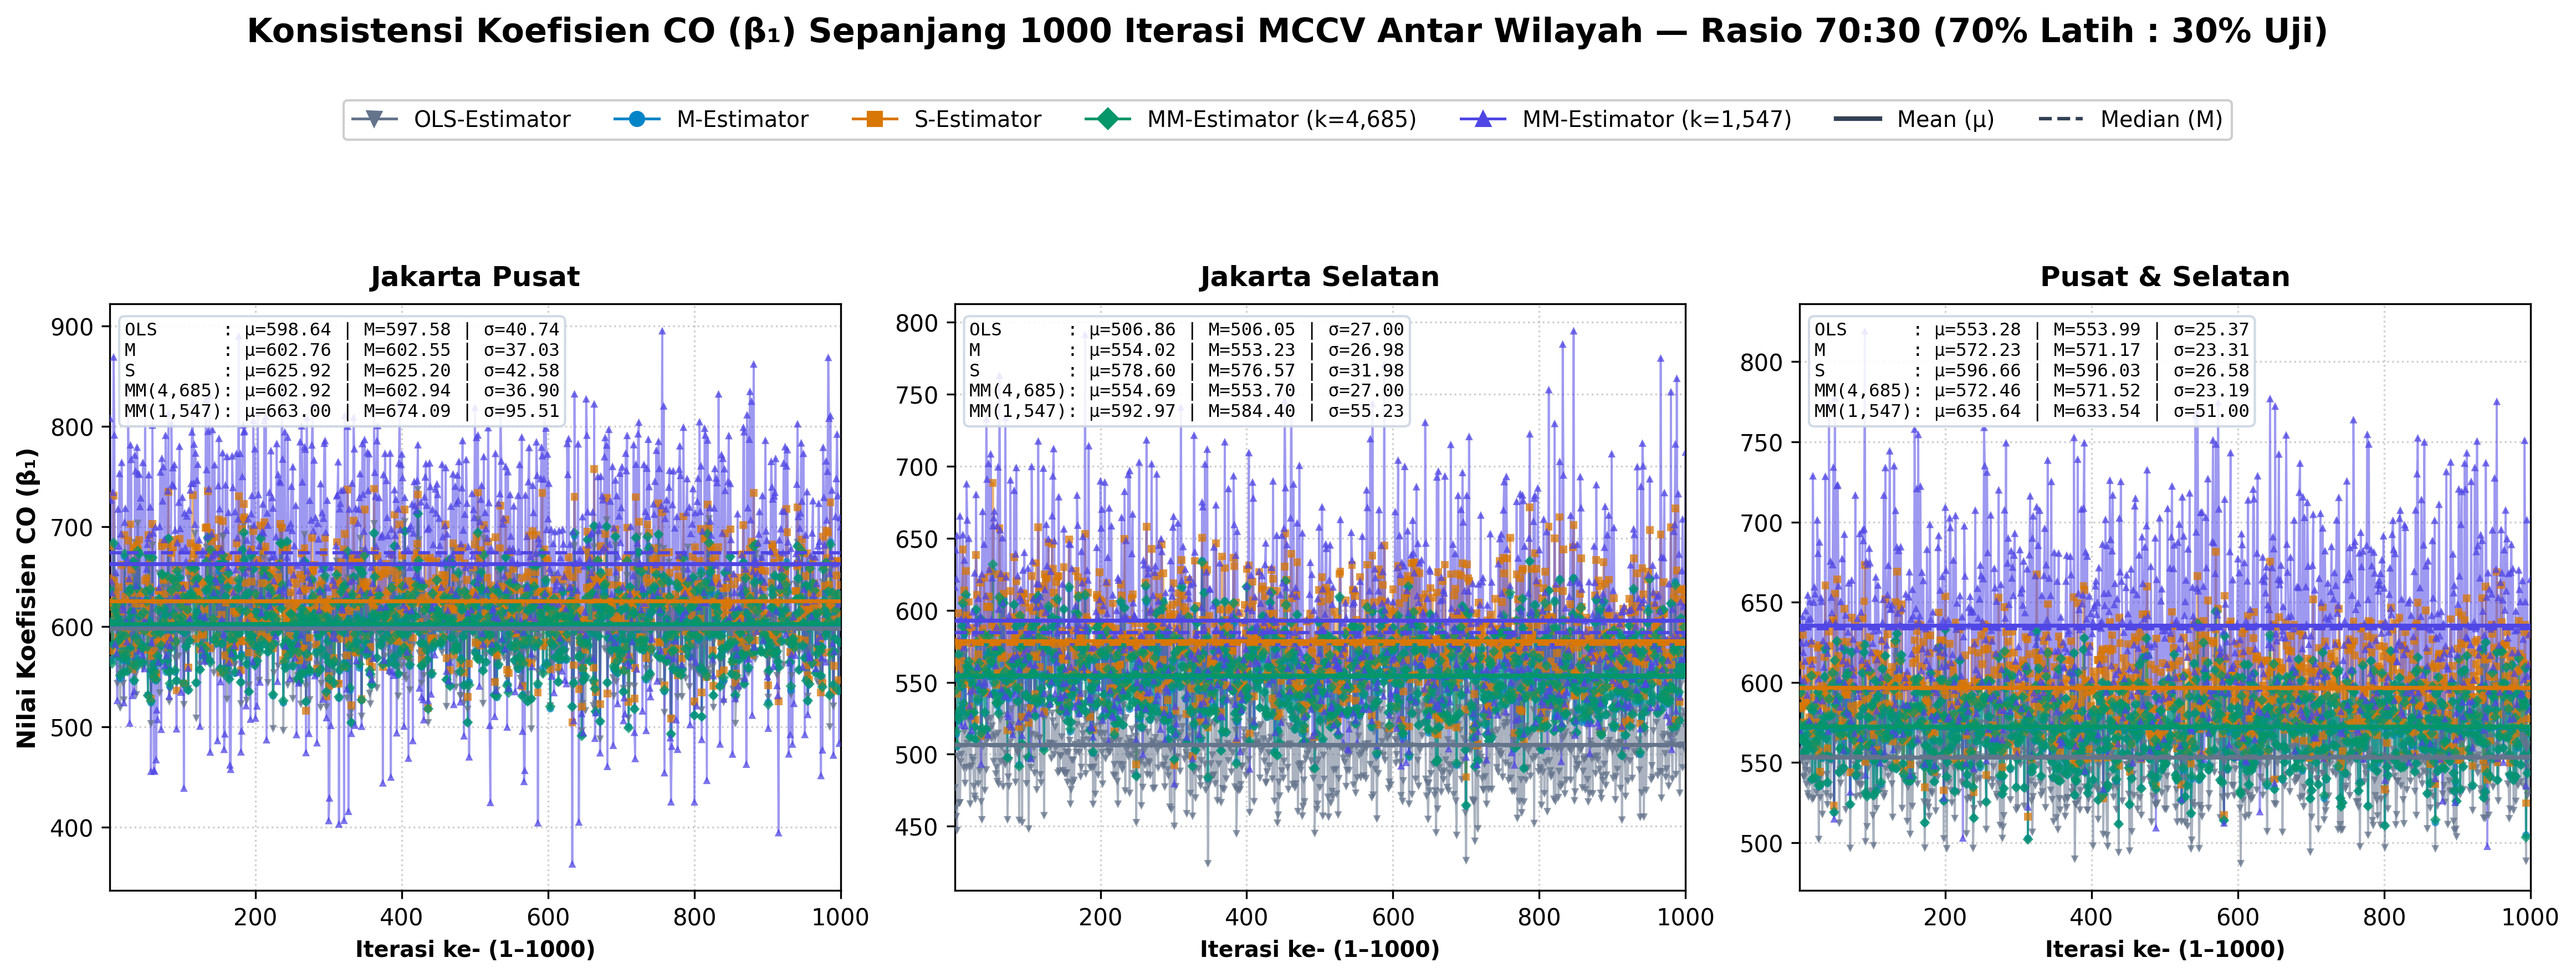 Konsistensi Koefisien CO (β₁) Sepanjang 1000 Iterasi MCCV Antar Wilayah — Rasio 70:30 (70% Latih : 30% Uji)
OLS-Estimator M-Estimator S-Estimator MM-Estimator (k=4,685) MM-Estimator (k=1,547) Mean (μ) Median (M)
Jakarta Pusat
OLS : μ=598.64 | M=597.58 | σ=40.74
M : μ=602.76 | M=602.55 | σ=37.03
S : μ=625.92 | M=625.20 | σ=42.58
MM(4,685): μ=602.92 | M=602.94 | σ=36.90
MM(1,547): μ=663.00 | M=674.09 | σ=95.51
Nilai Koefisien CO (β₁)
900
800
700
600
500
400
200 400 600 800 1000
Iterasi ke- (1–1000)
Jakarta Selatan
OLS : μ=506.86 | M=506.05 | σ=27.00
M : μ=554.02 | M=553.23 | σ=26.98
S : μ=578.60 | M=576.57 | σ=31.98
MM(4,685): μ=554.69 | M=553.70 | σ=27.00
MM(1,547): μ=592.97 | M=584.40 | σ=55.23
800
750
700
650
600
550
500
450
200 400 600 800 1000
Iterasi ke- (1–1000)
Pusat & Selatan
OLS : μ=553.28 | M=553.99 | σ=25.37
M : μ=572.23 | M=571.17 | σ=23.31
S : μ=596.66 | M=596.03 | σ=26.58
MM(4,685): μ=572.46 | M=571.52 | σ=23.19
MM(1,547): μ=635.64 | M=633.54 | σ=51.00
800
750
700
650
600
550
500
200 400 600 800 1000
Iterasi ke- (1–1000)